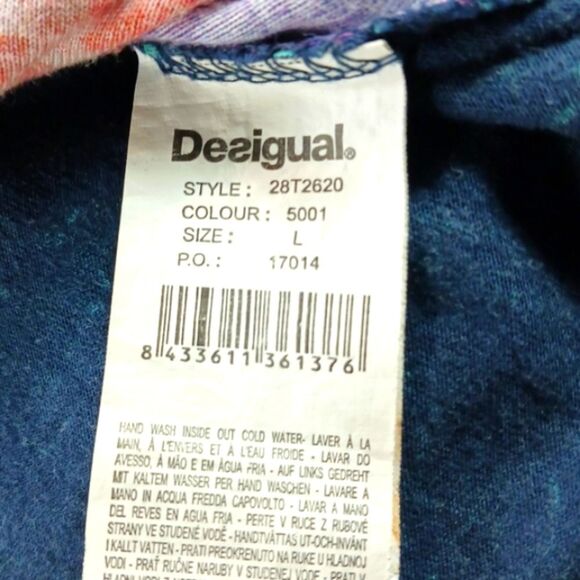 Desigual®
STYLE : 28T2620
COLOUR : 5001
SIZE : L
P.O. : 17014
8 433611 361376
HAND WASH INSIDE OUT COLD WATER- LAVER À LA
MAIN, À L'ENVERS ET À L'EAU FROIDE - LAVAR DO
AVESSO, À MÃO E EM ÀGUA FRIA - AUF LINKS GEDREHT
MIT KALTEM WASSER PER HAND WASCHEN - LAVARE A
MANO IN ACQUA FREDDA CAPOVOLTO - LAVAR A MANO
DEL REVES EN AGUA FRIA - PERTE V RUCE Z RUBOVÉ
STRANY VE STUDENÉ VODĚ - HANDTVÄTTAS UT-OCH-INVÄNT
I KALLT VATTEN - PRATI PREOKRENUTO NA RUKE U HLADNOJ
VODI - PRAŤ RUČNE NARUBY V STUDENEJ VODE - PRATI V